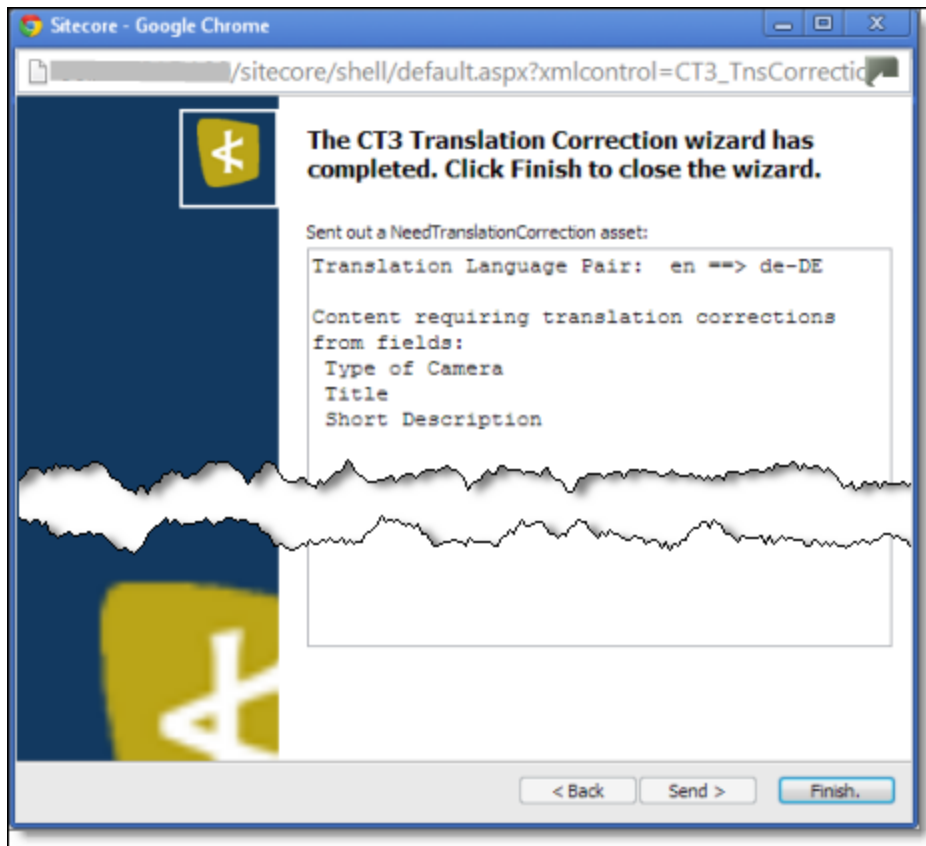 Sitecore - Google Chrome
/sitecore/shell/default.aspx?xmlcontrol=CT3_TnsCorrectio
The CT3 Translation Correction wizard has
completed. Click Finish to close the wizard.
Sent out a NeedTranslationCorrection asset:
Translation Language Pair:  en ==> de-DE
Content requiring translation corrections
from fields:
Type of Camera
Title
Short Description
< Back
Send >
Finish.